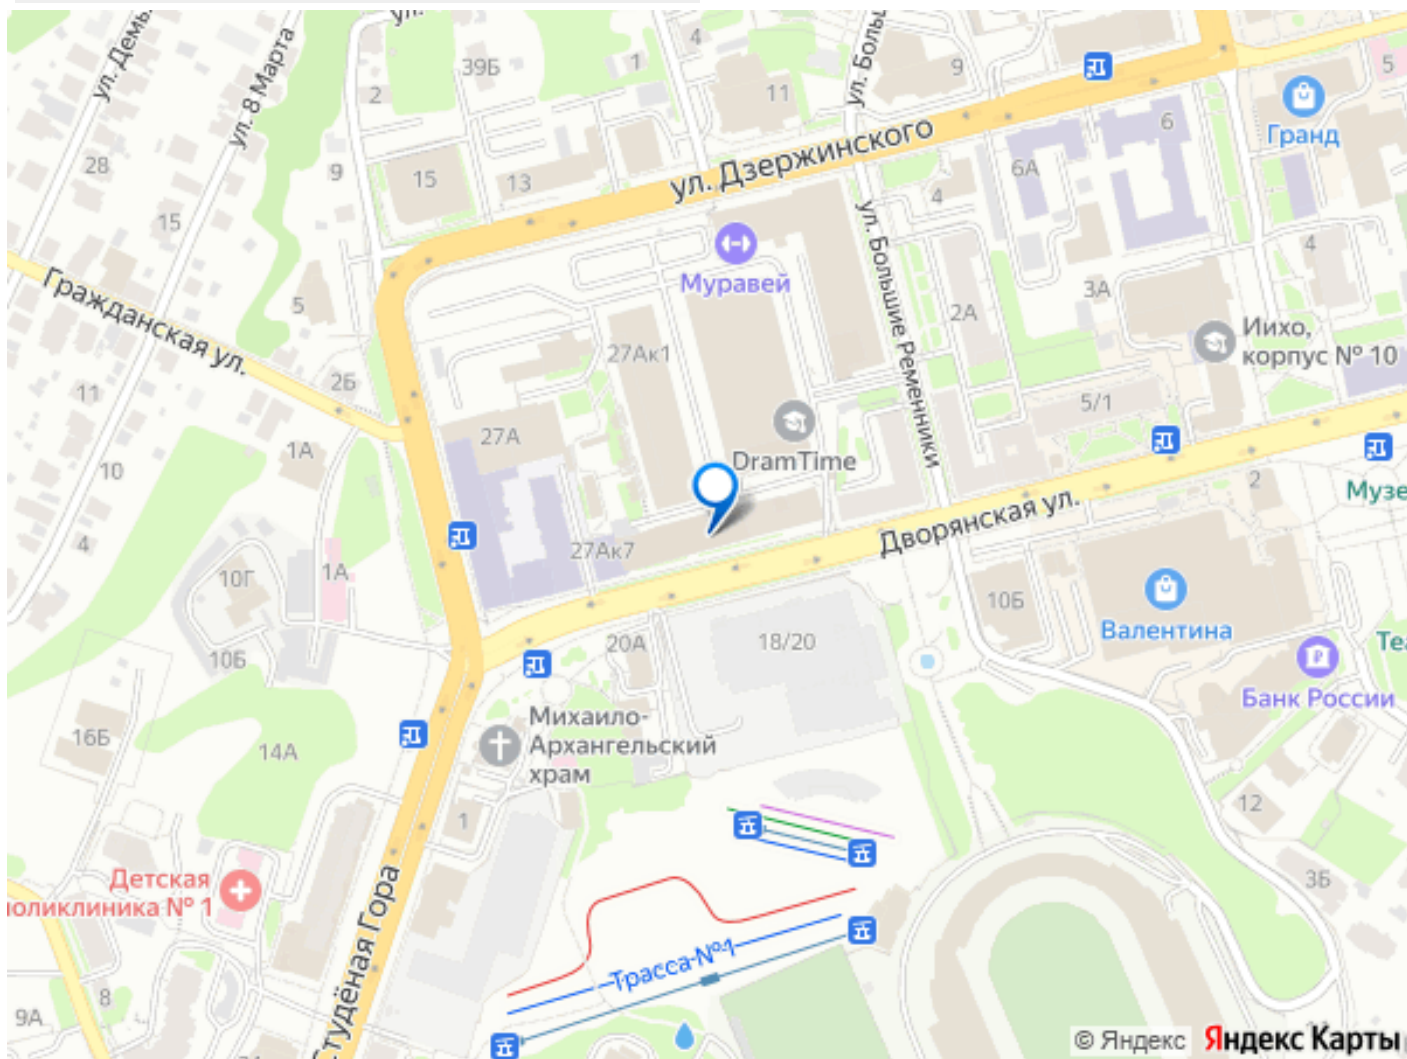 ул. Демь
ул. 8 Марта
ул.
39Б
4
1
2
11
ул. Боль
9
5
Гранд
6
28
9
15
13
ул. Дзержинского
6А
4
15
Муравей
ул. Большие Ременники
4
3А
Гражданская ул.
5
2А
Иихо,
корпус № 10
27Ак1
2Б
11
5/1
27А
1А
10
DramTime
2
Музе
Дворянская ул.
4
27Ак7
10Г
1А
10Б
Валентина
20А
18/20
Теа
10Б
Банк России
16Б
14А
Михаило-
Архангельский
храм
12
1
3Б
Детская
поликлиника № 1
Студёная Гора
Трасса №1
8
9А
© Яндекс
Яндекс Карты